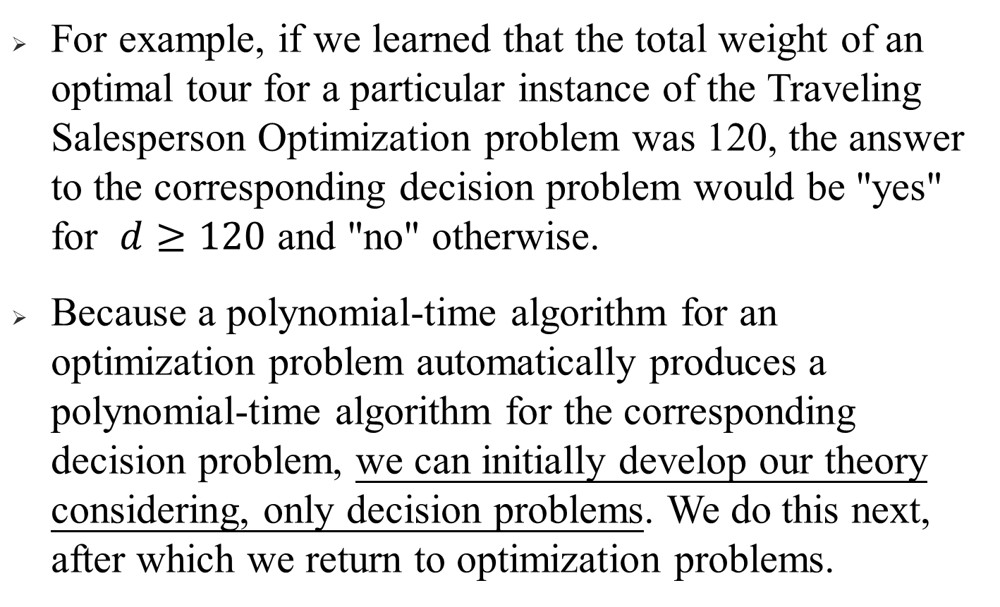 For example, if we learned that the total weight of an
optimal tour for a particular instance of the Traveling
Salesperson Optimization problem was 120, the answer
to the corresponding decision problem would be "yes"
for d ≥ 120 and "no" otherwise.
Because a polynomial-time algorithm for an
optimization problem automatically produces a
polynomial-time algorithm for the corresponding
decision problem, we can initially develop our theory
considering, only decision problems. We do this next,
after which we return to optimization problems.